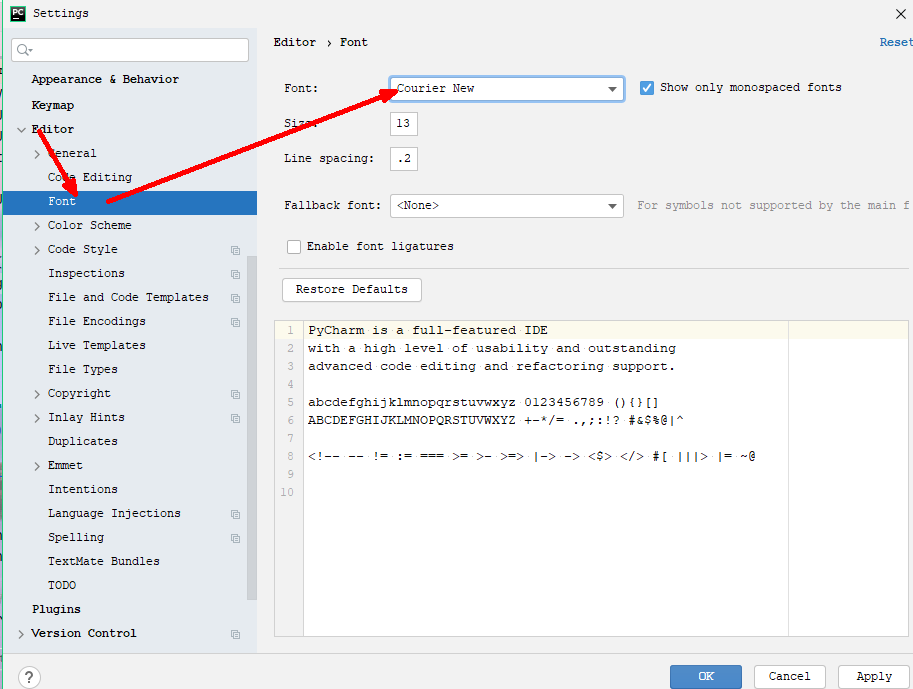 PC Settings
Editor › Font
Reset
Appearance & Behavior
Keymap
Editor
General
Code Editing
Font
Color Scheme
Code Style
Inspections
File and Code Templates
File Encodings
Live Templates
File Types
Copyright
Inlay Hints
Duplicates
Emmet
Intentions
Language Injections
Spelling
TextMate Bundles
TODO
Plugins
Version Control
Font: Courier New Show only monospaced fonts
Size: 13
Line spacing: .2
Fallback font: <None> For symbols not supported by the main f
Enable font ligatures
Restore Defaults
1 PyCharm is a full-featured IDE
2 with a high level of usability and outstanding
3 advanced code editing and refactoring support.
4
5 abcdefghijklmnopqrstuvwxyz 0123456789 (){}[]
6 ABCDEFGHIJKLMNOPQRSTUVWXYZ +-*/= .,;:!? #&$%@|^
7
8 <!-- -- != := === >= >- >=> |-> -> <$> </> #[ |||> |= ~@
9
10
? OK Cancel Apply